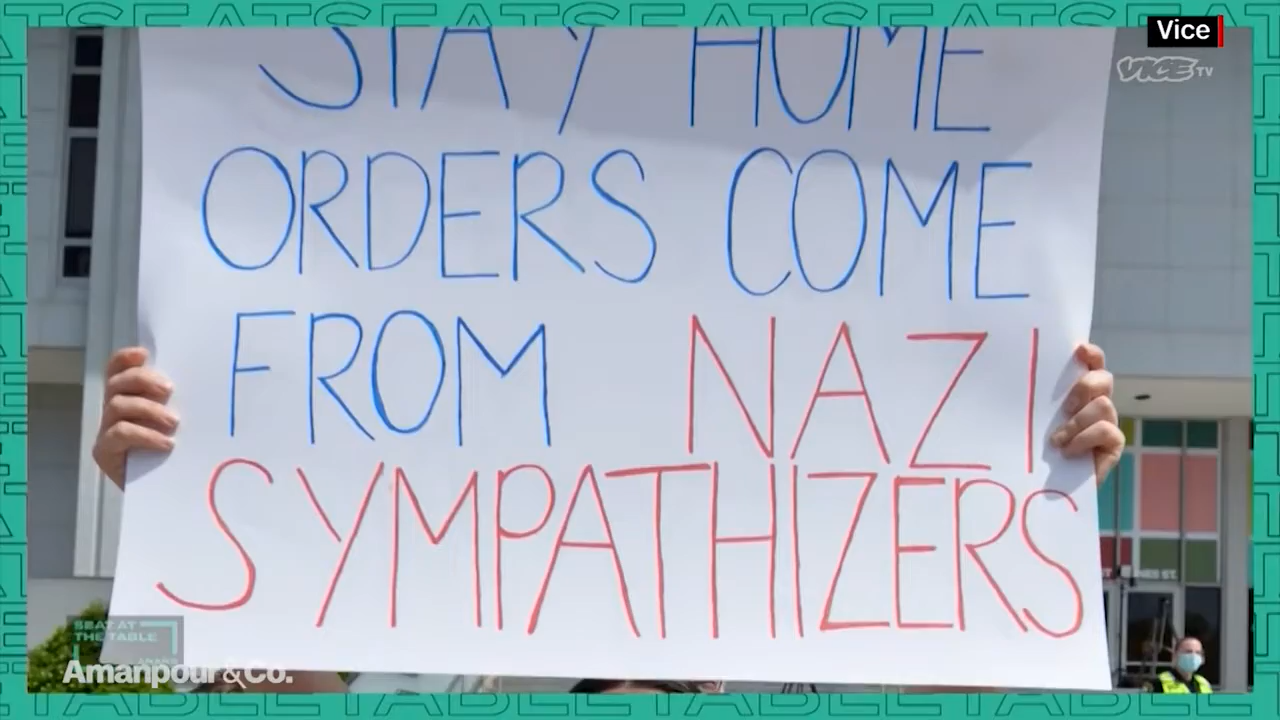 Vice
VICE TV
STAY HOME
ORDERS COME
FROM NAZI
SYMPATHIZERS
SEAT AT
THE TABLE
Amanpour&Co.